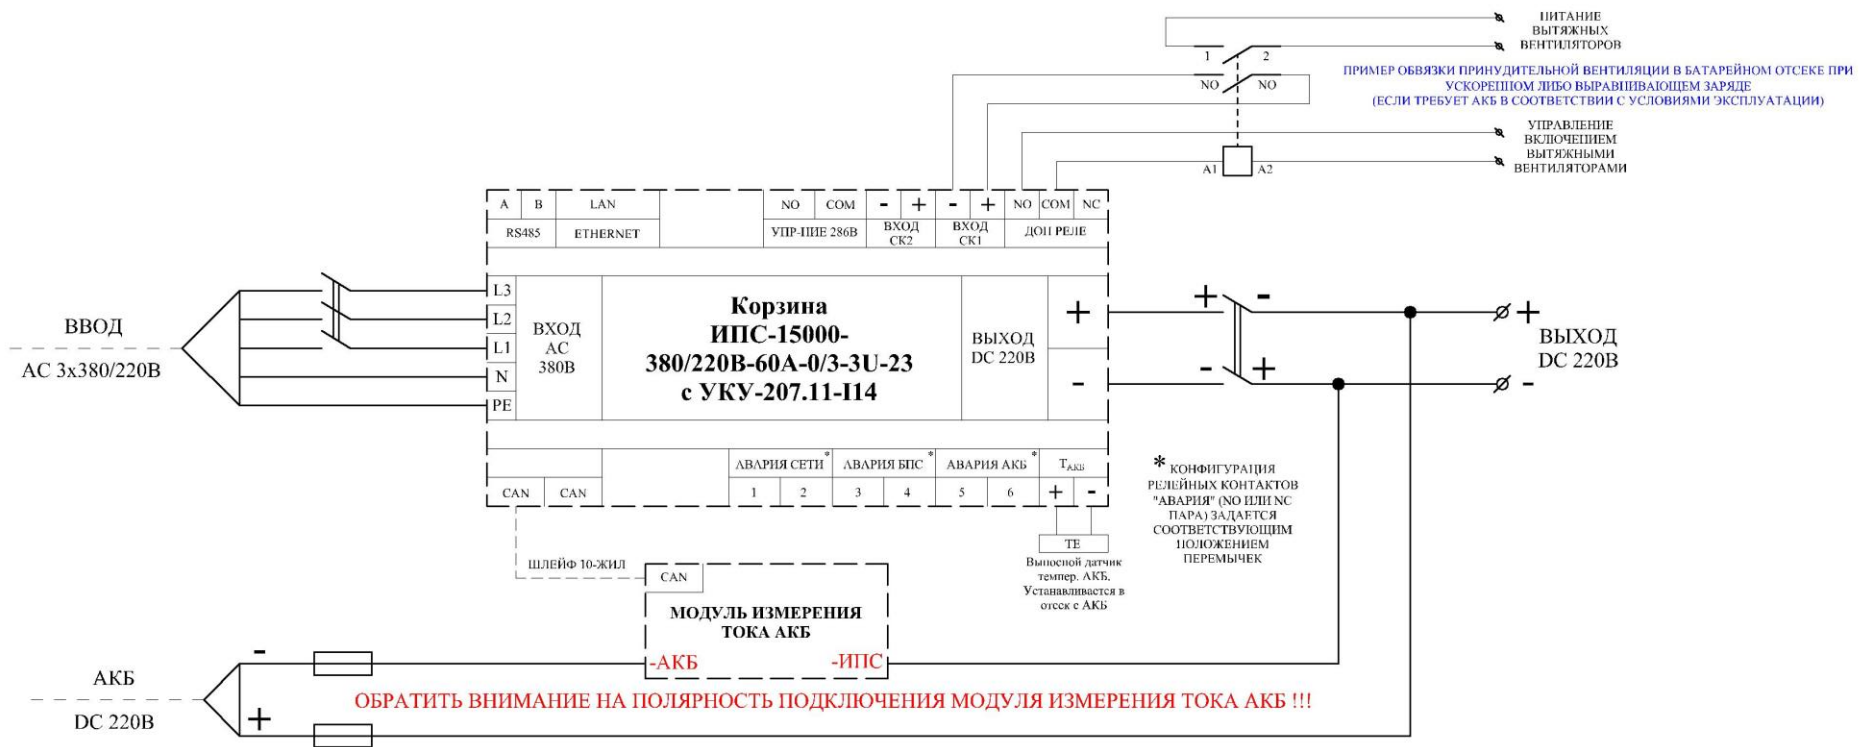 ПИТАНИЕ
ВЫТЯЖНЫХ
ВЕНТИЛЯТОРОВ
1 2
NO NO
ПРИМЕР ОБВЯЗКИ ПРИНУДИТЕЛЬНОЙ ВЕНТИЛЯЦИИ В БАТАРЕЙНОМ ОТСЕКЕ ПРИ
УСКОРЕННОМ ЛИБО ВЫРАВНИВАЮЩЕМ ЗАРЯДЕ
(ЕСЛИ ТРЕБУЕТ АКБ В СООТВЕТСТВИИ С УСЛОВИЯМИ ЭКСПЛУАТАЦИИ)
УПРАВЛЕНИЕ
ВКЛЮЧЕНИЕМ
ВЫТЯЖНЫМИ
ВЕНТИЛЯТОРАМИ
A1 A2
A B LAN NO COM - + - + NO COM NC
RS485 ETHERNET УПР-НИЕ 286В ВХОД СК2 ВХОД СК1 ДОП РЕЛЕ
ВВОД
AC 3x380/220В
L3
L2
L1
N
PE
ВХОД
AC
380В
Корзина
ИПС-15000-
380/220В-60А-0/3-3U-23
с УКУ-207.11-I14
ВЫХОД
DC 220В
+
-
+ -
- +
+
-
ВЫХОД
DC 220В
АВАРИЯ СЕТИ* АВАРИЯ БПС* АВАРИЯ АКБ* TАКБ
CAN CAN 1 2 3 4 5 6 + -
* КОНФИГУРАЦИЯ
РЕЛЕЙНЫХ КОНТАКТОВ
"АВАРИЯ" (NO ИЛИ NC
ПАРА) ЗАДАЕТСЯ
СООТВЕТСТВУЮЩИМ
ПОЛОЖЕНИЕМ
ПЕРЕМЫЧЕК
TE
Выносной датчик
темпер. АКБ.
Устанавливается в
отсек с АКБ
ШЛЕЙФ 10-ЖИЛ
CAN
МОДУЛЬ ИЗМЕРЕНИЯ
ТОКА АКБ
-АКБ -ИПС
АКБ
DC 220В
-
+
ОБРАТИТЬ ВНИМАНИЕ НА ПОЛЯРНОСТЬ ПОДКЛЮЧЕНИЯ МОДУЛЯ ИЗМЕРЕНИЯ ТОКА АКБ !!!